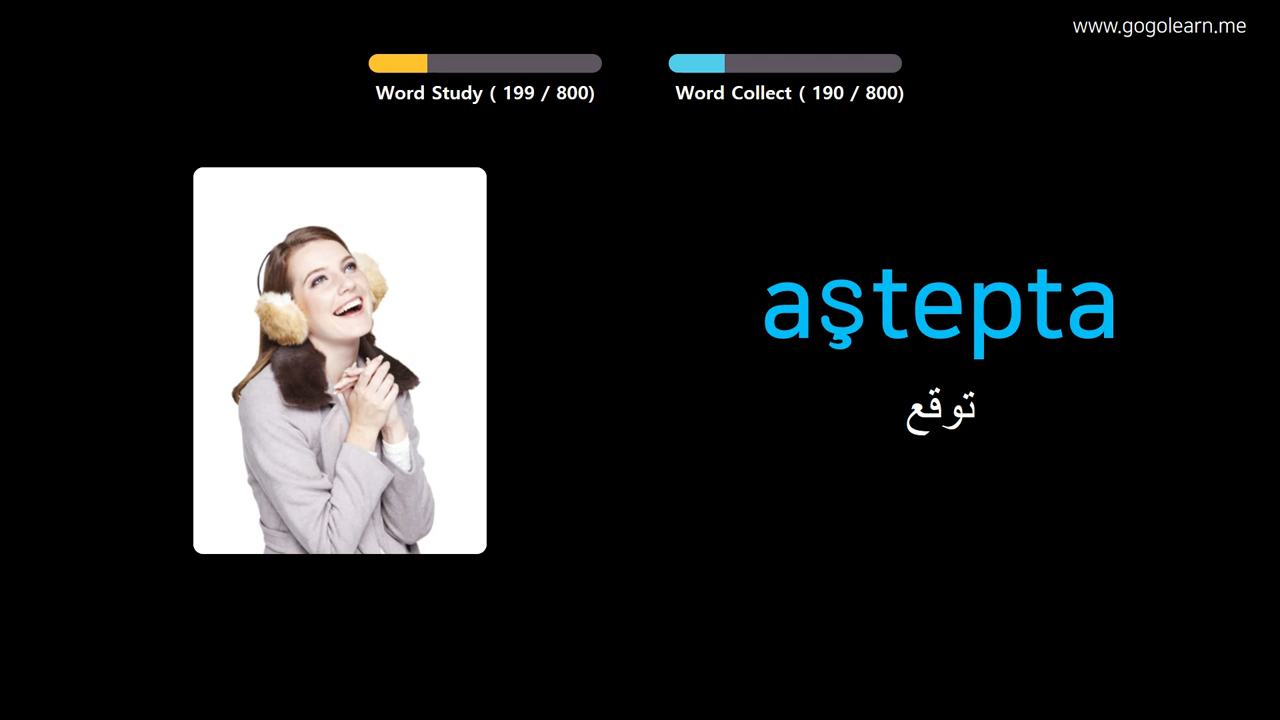 www.gogolearn.me
Word Study ( 199 / 800)
Word Collect ( 190 / 800)
aştepta
توقع